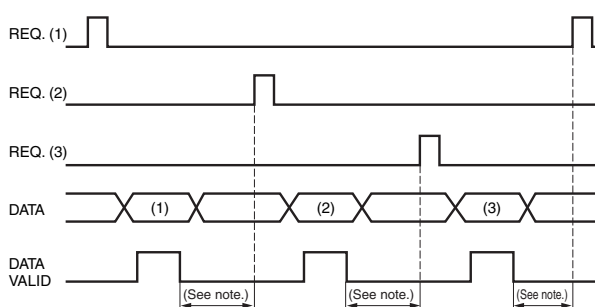 REQ. (1)
REQ. (2)
REQ. (3)
DATA
(1)
(2)
(3)
DATA
VALID
(See note.)
(See note.)
(See note.)